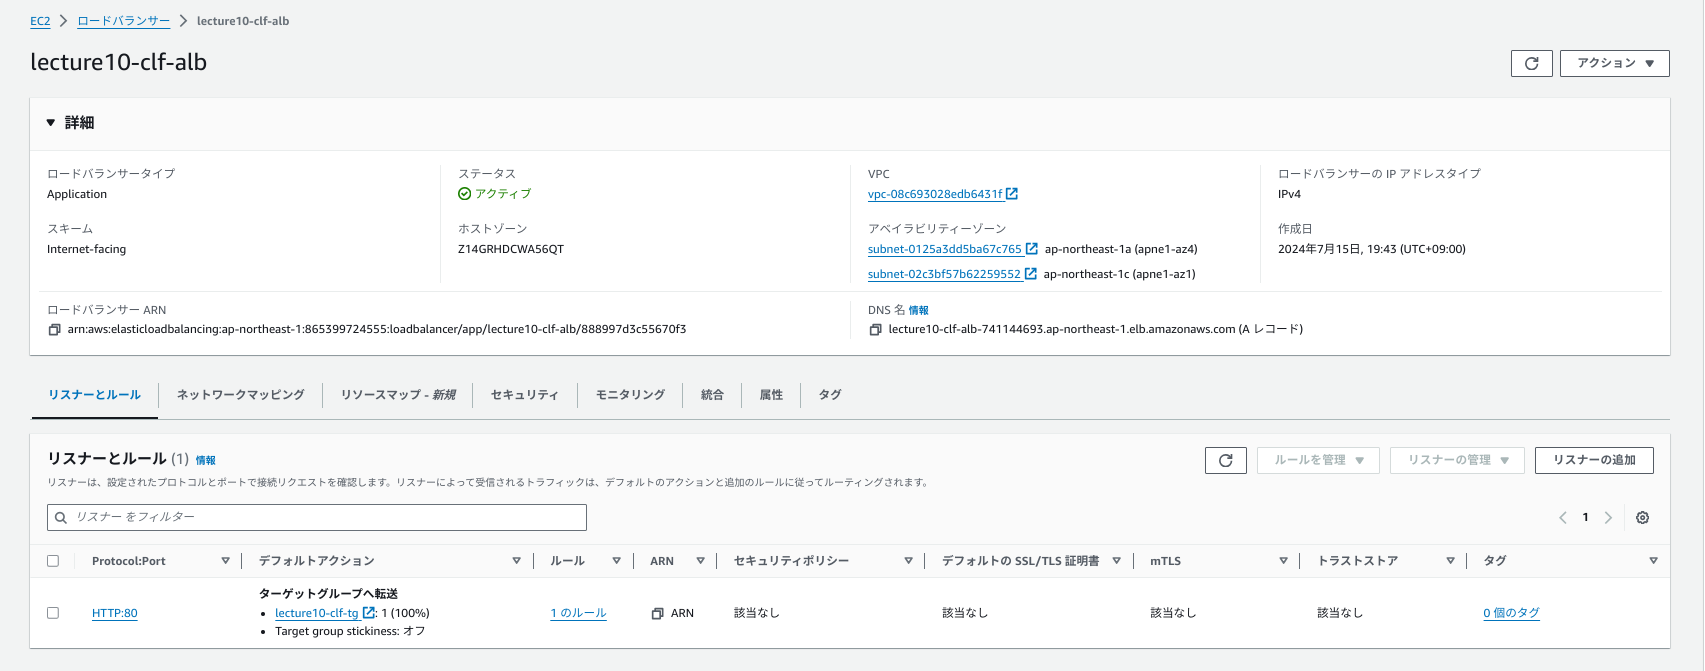 EC2 > ロードバランサー > lecture10-clf-alb
lecture10-clf-alb
アクション
詳細
ロードバランサータイプ
Application
ステータス
アクティブ
VPC
vpc-08c693028edb6431f
ロードバランサーの IP アドレスタイプ
IPv4
スキーム
Internet-facing
ホストゾーン
Z14GRHDCWA56QT
アベイラビリティーゾーン
subnet-0125a3dd5ba67c765 ap-northeast-1a (apne1-az4)
subnet-02c3bf57b62259552 ap-northeast-1c (apne1-az1)
作成日
2024年7月15日, 19:43 (UTC+09:00)
ロードバランサー ARN
arn:aws:elasticloadbalancing:ap-northeast-1:865399724555:loadbalancer/app/lecture10-clf-alb/888997d3c55670f3
DNS 名 情報
lecture10-clf-alb-741144693.ap-northeast-1.elb.amazonaws.com (A レコード)
リスナーとルール ネットワークマッピング リソースマップ - 新規 セキュリティ モニタリング 統合 属性 タグ
リスナーとルール (1) 情報
ルールを管理 リスナーの管理 リスナーの追加
リスナーは、設定されたプロトコルとポートで接続リクエストを確認します。リスナーによって受信されるトラフィックは、デフォルトのアクションと追加のルールに従ってルーティングされます。
リスナー をフィルター
1
Protocol:Port デフォルトアクション ルール ARN セキュリティポリシー デフォルトの SSL/TLS 証明書 mTLS トラストストア タグ
ターゲットグループへ転送
HTTP:80 • lecture10-clf-tg : 1 (100%) 1 のルール ARN 該当なし 該当なし 該当なし 該当なし 0 個のタグ
• Target group stickiness: オフ